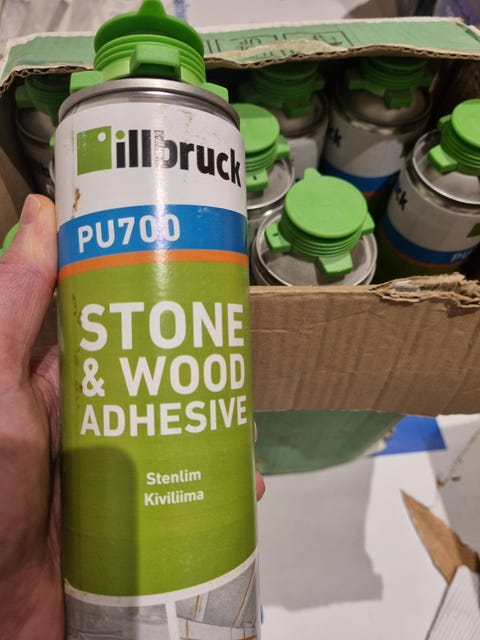 illbruck
PU700
STONE
& WOOD
ADHESIVE
Stenlim
Kiviliima